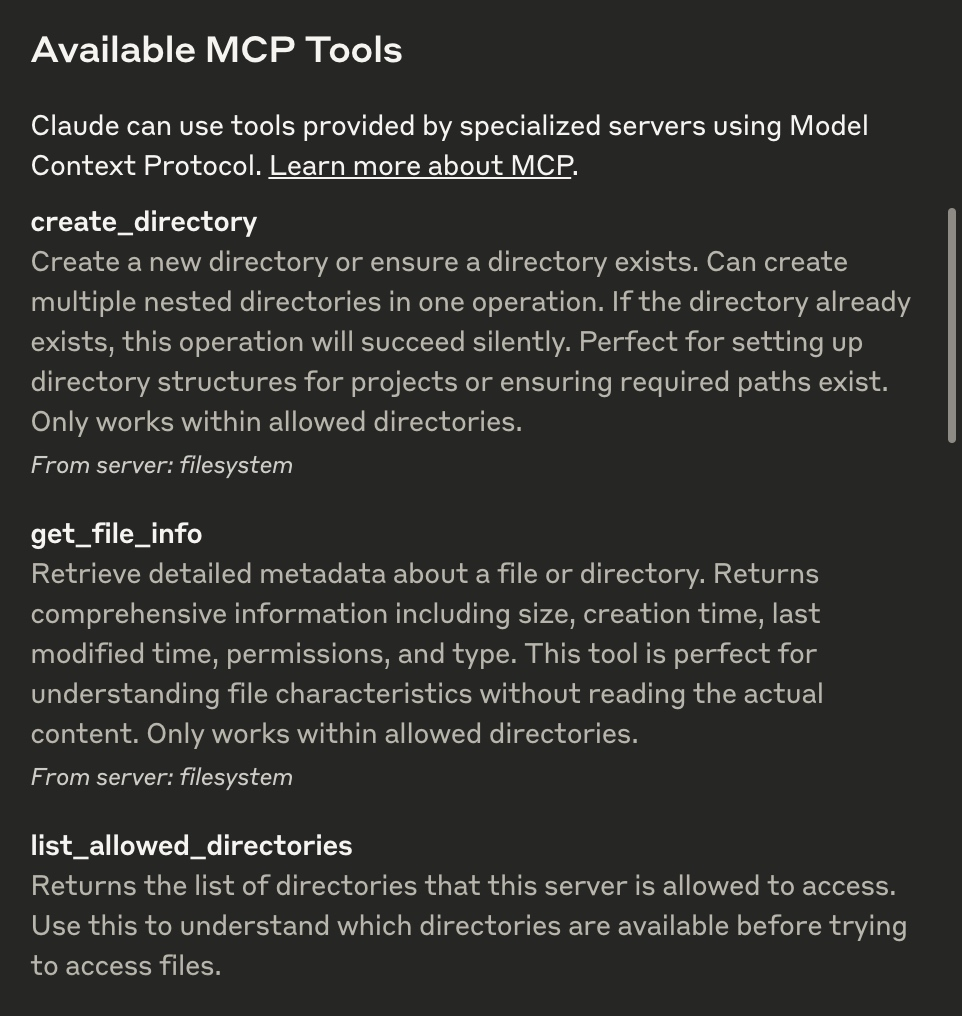 Available MCP Tools
Claude can use tools provided by specialized servers using Model
Context Protocol. Learn more about MCP.
create_directory
Create a new directory or ensure a directory exists. Can create
multiple nested directories in one operation. If the directory already
exists, this operation will succeed silently. Perfect for setting up
directory structures for projects or ensuring required paths exist.
Only works within allowed directories.
From server: filesystem
get_file_info
Retrieve detailed metadata about a file or directory. Returns
comprehensive information including size, creation time, last
modified time, permissions, and type. This tool is perfect for
understanding file characteristics without reading the actual
content. Only works within allowed directories.
From server: filesystem
list_allowed_directories
Returns the list of directories that this server is allowed to access.
Use this to understand which directories are available before trying
to access files.